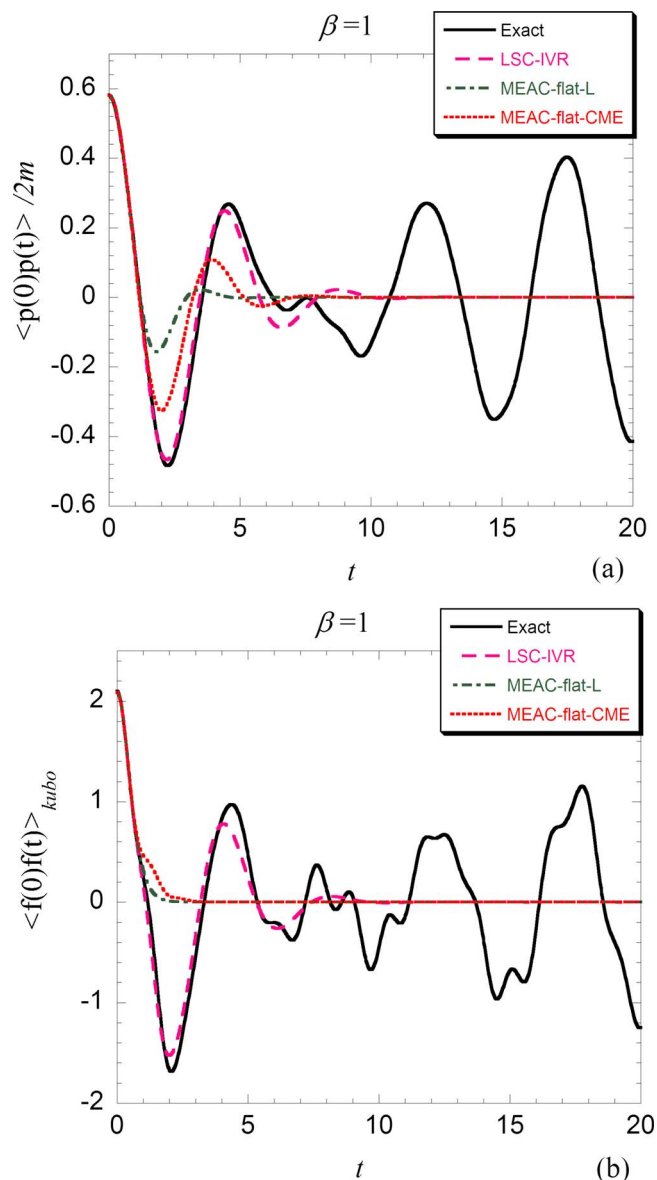 β=1
Exact
LSC-IVR
MEAC-flat-L
MEAC-flat-CME
<p(0)p(t)> /2m
0.6
0.4
0.2
0
-0.2
-0.4
-0.6
0 5 10 15 20
t
(a)
β=1
Exact
LSC-IVR
MEAC-flat-L
MEAC-flat-CME
<f(0)f(t)>kubo
2
1
0
-1
-2
0 5 10 15 20
t
(b)